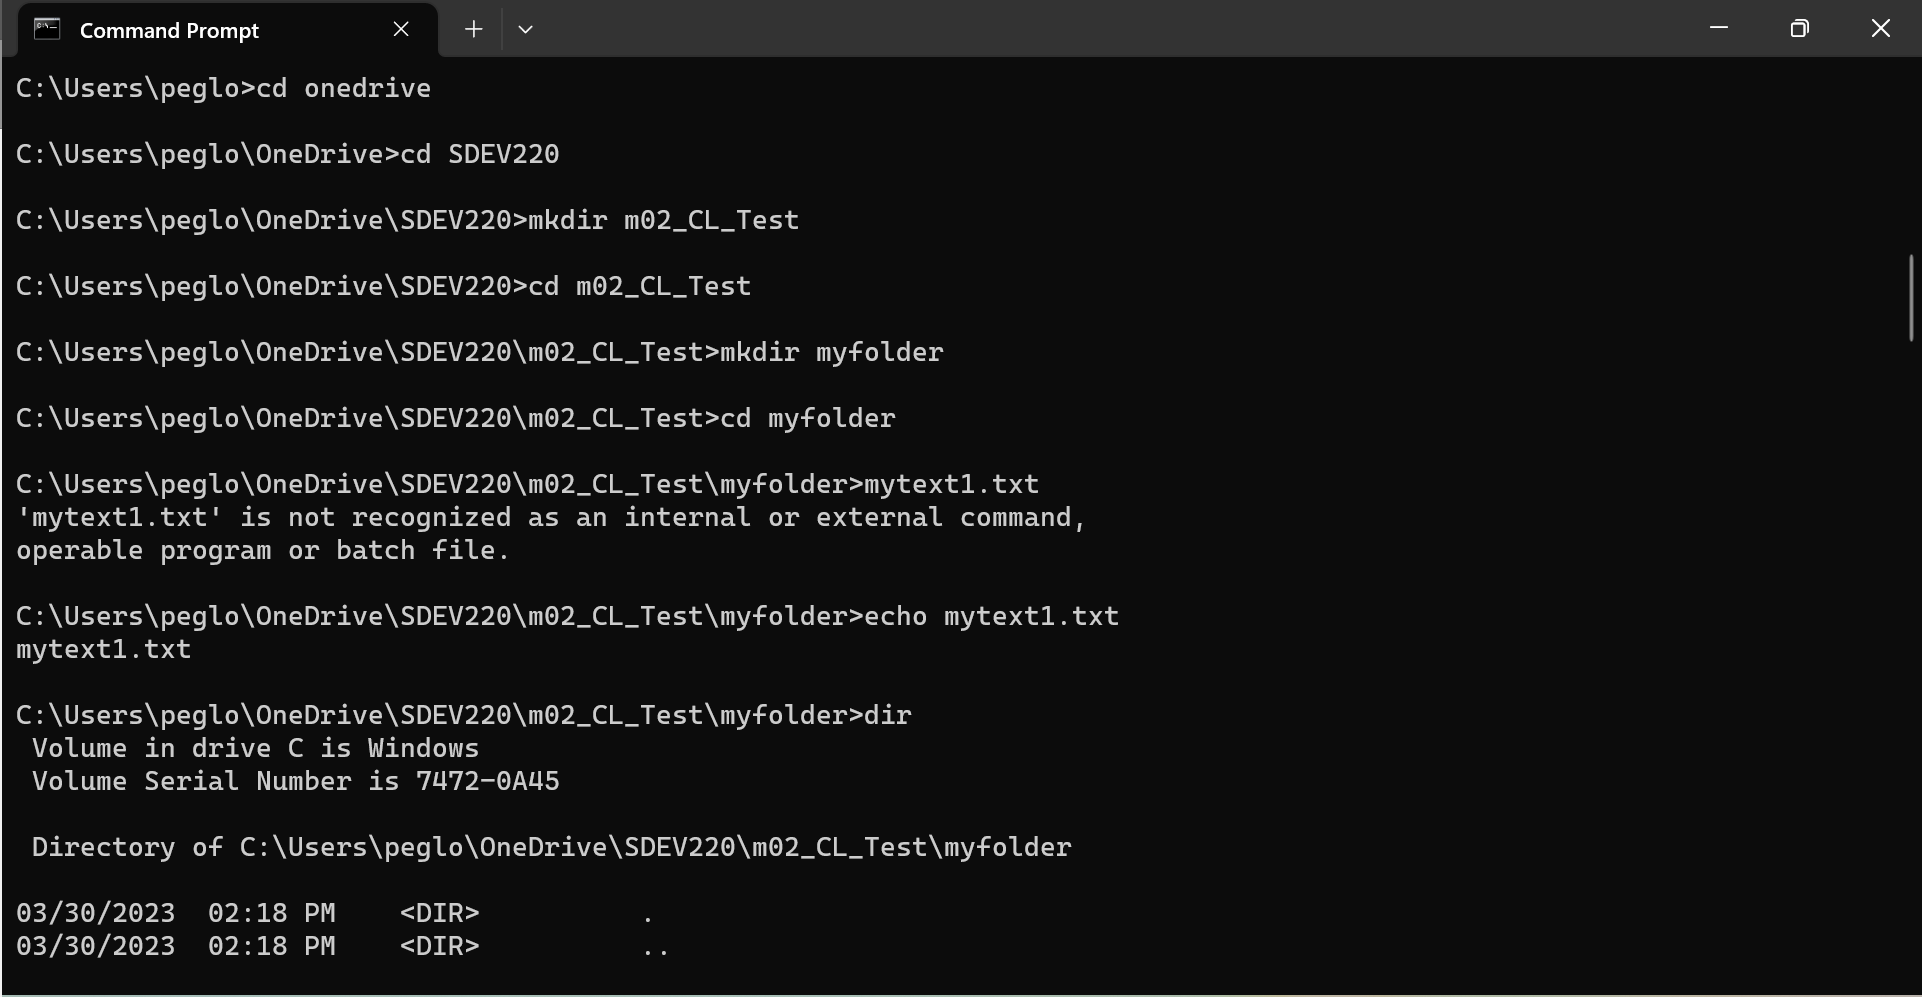 Command Prompt
C:\Users\peglo>cd onedrive
C:\Users\peglo\OneDrive>cd SDEV220
C:\Users\peglo\OneDrive\SDEV220>mkdir m02_CL_Test
C:\Users\peglo\OneDrive\SDEV220>cd m02_CL_Test
C:\Users\peglo\OneDrive\SDEV220\m02_CL_Test>mkdir myfolder
C:\Users\peglo\OneDrive\SDEV220\m02_CL_Test>cd myfolder
C:\Users\peglo\OneDrive\SDEV220\m02_CL_Test\myfolder>mytext1.txt
'mytext1.txt' is not recognized as an internal or external command,
operable program or batch file.
C:\Users\peglo\OneDrive\SDEV220\m02_CL_Test\myfolder>echo mytext1.txt
mytext1.txt
C:\Users\peglo\OneDrive\SDEV220\m02_CL_Test\myfolder>dir
 Volume in drive C is Windows
 Volume Serial Number is 7472-0A45
 Directory of C:\Users\peglo\OneDrive\SDEV220\m02_CL_Test\myfolder
03/30/2023  02:18 PM    <DIR>          .
03/30/2023  02:18 PM    <DIR>          ..